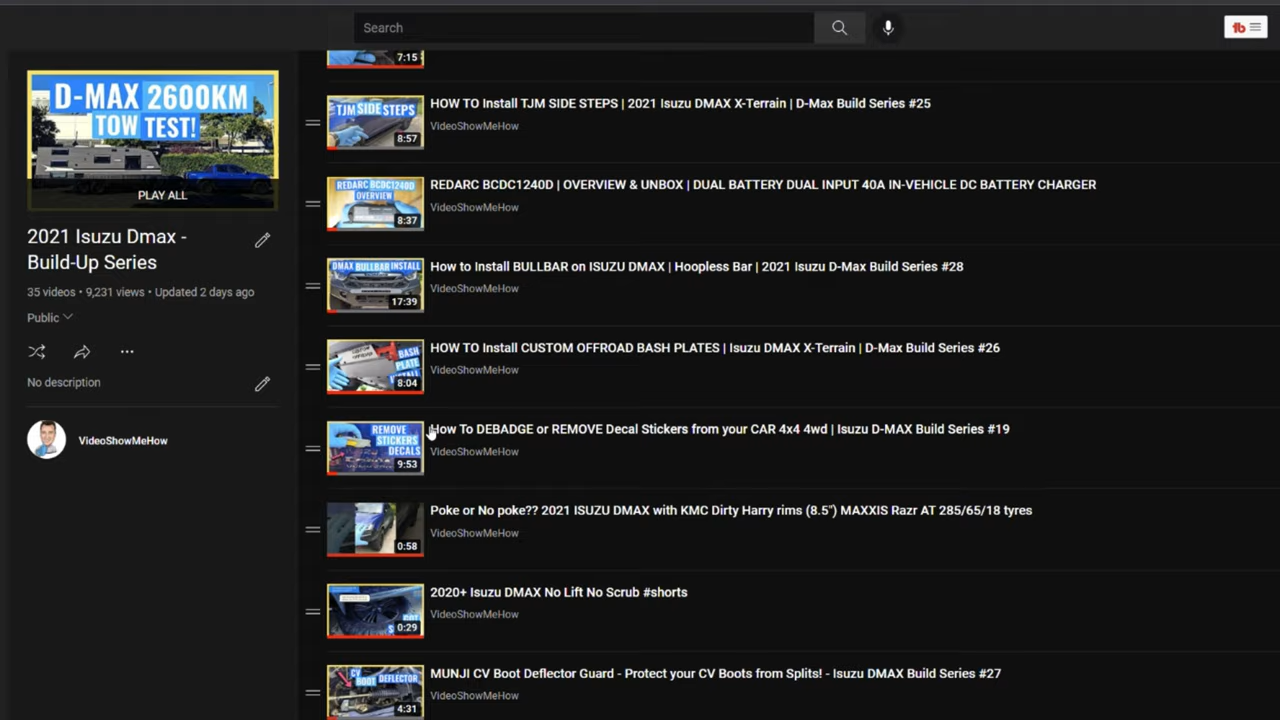 Search
7:15
D-MAX 2600KM
TOW TEST!
PLAY ALL
2021 Isuzu Dmax -
Build-Up Series
35 videos • 9,231 views • Updated 2 days ago
Public
No description
VideoShowMeHow
TJM SIDE STEPS
8:57
HOW TO Install TJM SIDE STEPS | 2021 Isuzu DMAX X-Terrain | D-Max Build Series #25
VideoShowMeHow
REDARC BCDC1240D
OVERVIEW
8:37
REDARC BCDC1240D | OVERVIEW & UNBOX | DUAL BATTERY DUAL INPUT 40A IN-VEHICLE DC BATTERY CHARGER
VideoShowMeHow
DMAX BULLBAR INSTALL
17:39
How to Install BULLBAR on ISUZU DMAX | Hoopless Bar | 2021 Isuzu D-Max Build Series #28
VideoShowMeHow
BASH
PLATE
INSTALL
8:04
HOW TO Install CUSTOM OFFROAD BASH PLATES | Isuzu DMAX X-Terrain | D-Max Build Series #26
VideoShowMeHow
REMOVE
STICKERS
DECALS
9:53
How To DEBADGE or REMOVE Decal Stickers from your CAR 4x4 4wd | Isuzu D-MAX Build Series #19
VideoShowMeHow
0:58
Poke or No poke?? 2021 ISUZU DMAX with KMC Dirty Harry rims (8.5") MAXXIS Razr AT 285/65/18 tyres
VideoShowMeHow
0:29
2020+ Isuzu DMAX No Lift No Scrub #shorts
VideoShowMeHow
CV
BOOT DEFLECTOR
4:31
MUNJI CV Boot Deflector Guard - Protect your CV Boots from Splits! - Isuzu DMAX Build Series #27
VideoShowMeHow